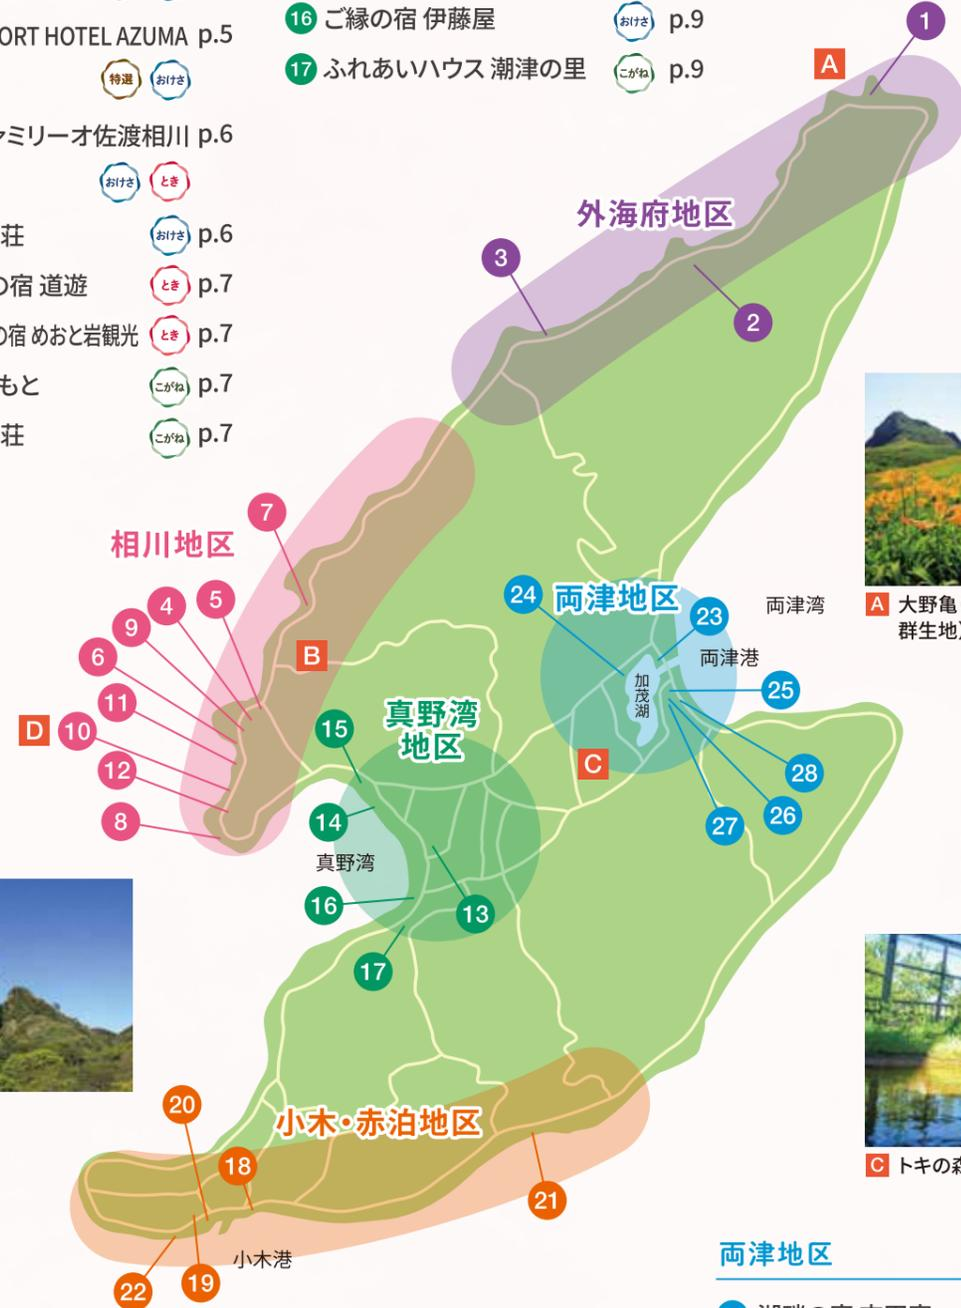 ORT HOTEL AZUMA p.5
特選 おけさ
ァミリーオ佐渡相川 p.6
おけさ とき
荘 おけさ p.6
の宿 道遊 とき p.7
の宿 めおと岩観光 とき p.7
もと こがね p.7
荘 こがね p.7
16 ご縁の宿 伊藤屋 おけさ p.9
17 ふれあいハウス 潮津の里 こがね p.9
1
A
外海府地区
3
2
7
相川地区
4
5
9
6
11
D
10
12
8
B
24
両津地区
23
両津湾
両津港
加茂湖
25
C
28
26
27
真野湾
地区
15
14
真野湾
16
13
17
A 大野亀
群生地)
20
小木・赤泊地区
18
21
小木港
22
19
C トキの森
両津地区